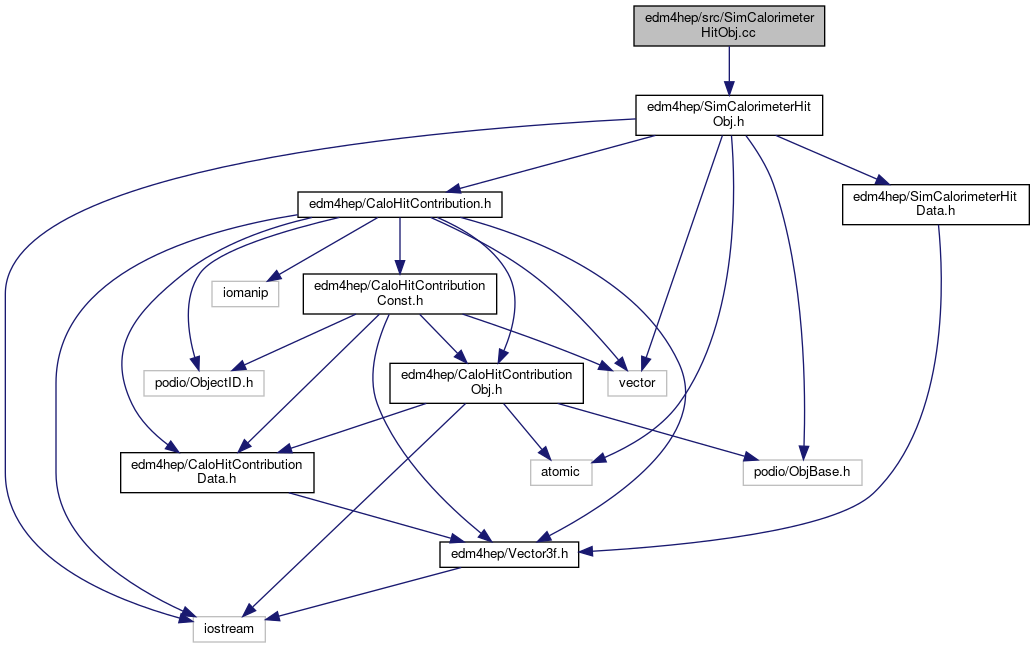 edm4hep/src/SimCalorimeter
HitObj.cc
edm4hep/SimCalorimeterHit
Obj.h
edm4hep/CaloHitContribution.h
edm4hep/SimCalorimeterHit
Data.h
iomanip
edm4hep/CaloHitContribution
Const.h
podio/ObjectID.h
edm4hep/CaloHitContribution
Obj.h
vector
edm4hep/CaloHitContribution
Data.h
atomic
podio/ObjBase.h
edm4hep/Vector3f.h
iostream